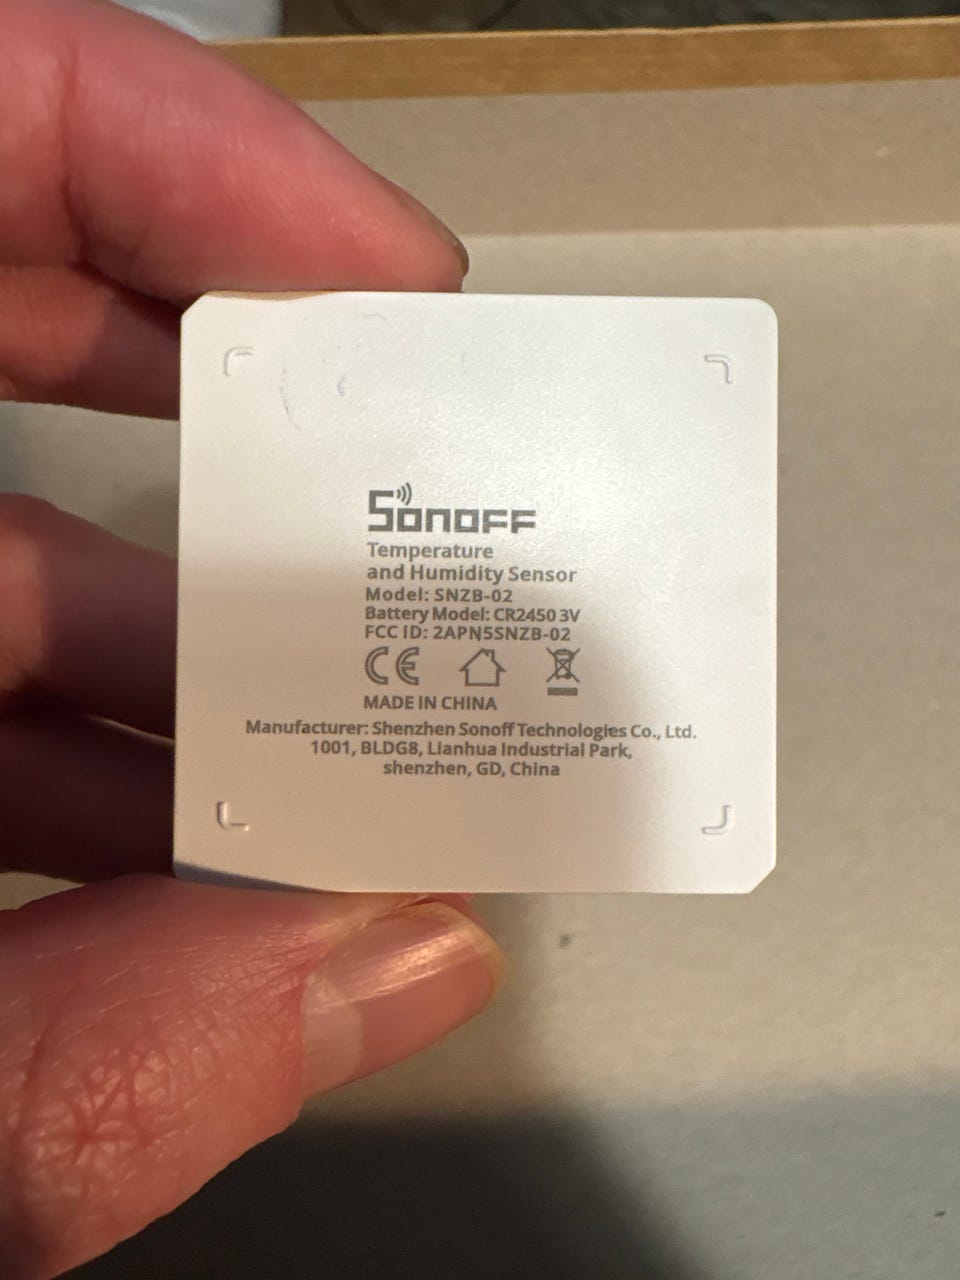 SONOFF
Temperature
and Humidity Sensor
Model: SNZB-02
Battery Model: CR2450 3V
FCC ID: 2APN5SNZB-02
CE
MADE IN CHINA
Manufacturer: Shenzhen Sonoff Technologies Co., Ltd.
1001, BLDG8, Lianhua Industrial Park,
shenzhen, GD, China